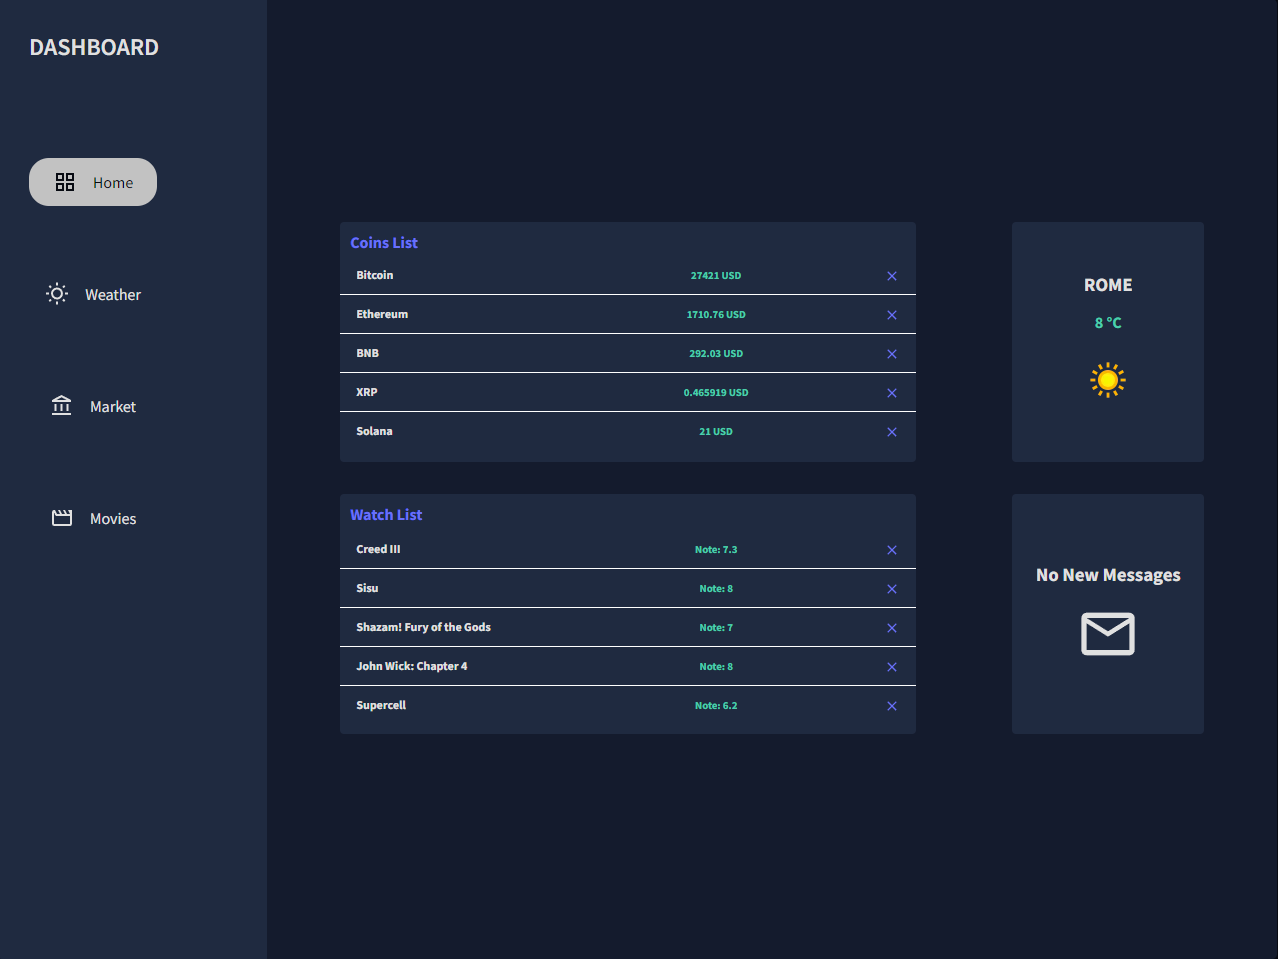 DASHBOARD
Home
Weather
Market
Movies
Coins List
Bitcoin 27421 USD
Ethereum 1710.76 USD
BNB 292.03 USD
XRP 0.465919 USD
Solana 21 USD
ROME
8 °C
Watch List
Creed III Note: 7.3
Sisu Note: 8
Shazam! Fury of the Gods Note: 7
John Wick: Chapter 4 Note: 8
Supercell Note: 6.2
No New Messages